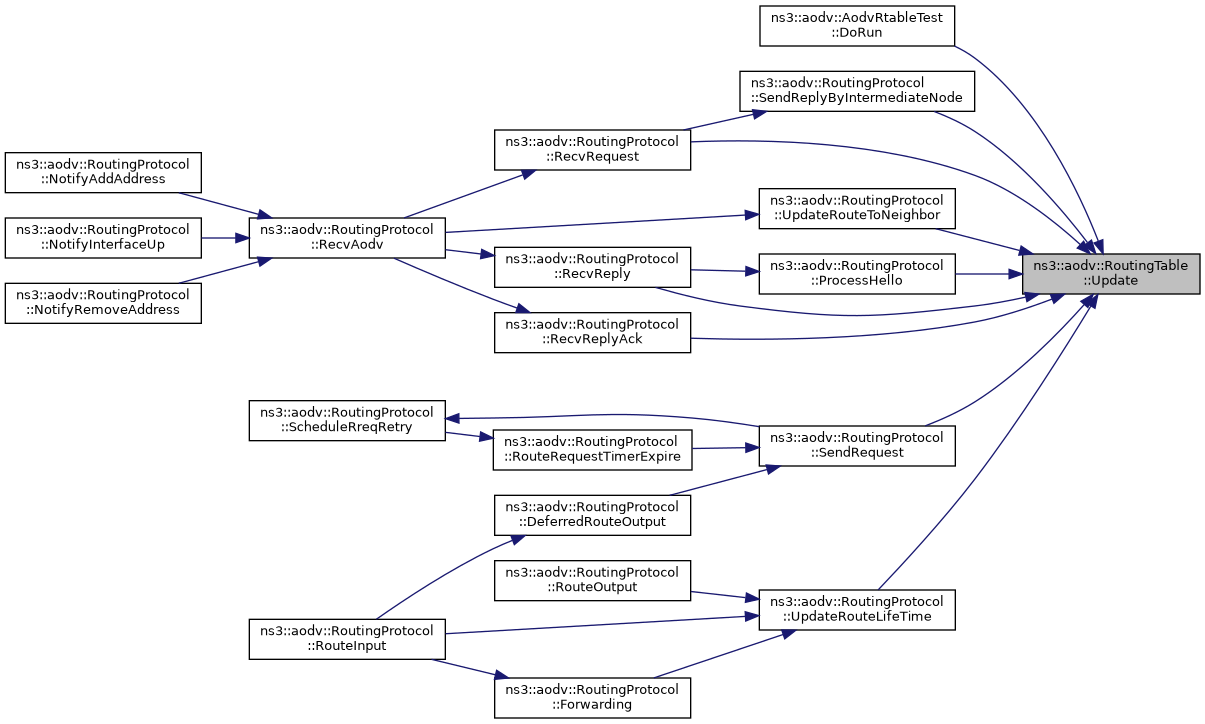 ns3::aodv::AodvRtableTest
::DoRun
ns3::aodv::RoutingProtocol
::SendReplyByIntermediateNode
ns3::aodv::RoutingProtocol
::RecvRequest
ns3::aodv::RoutingProtocol
::NotifyAddAddress
ns3::aodv::RoutingProtocol
::UpdateRouteToNeighbor
ns3::aodv::RoutingProtocol
::NotifyInterfaceUp
ns3::aodv::RoutingProtocol
::RecvAodv
ns3::aodv::RoutingProtocol
::RecvReply
ns3::aodv::RoutingProtocol
::ProcessHello
ns3::aodv::RoutingTable
::Update
ns3::aodv::RoutingProtocol
::NotifyRemoveAddress
ns3::aodv::RoutingProtocol
::RecvReplyAck
ns3::aodv::RoutingProtocol
::ScheduleRreqRetry
ns3::aodv::RoutingProtocol
::RouteRequestTimerExpire
ns3::aodv::RoutingProtocol
::SendRequest
ns3::aodv::RoutingProtocol
::DeferredRouteOutput
ns3::aodv::RoutingProtocol
::RouteOutput
ns3::aodv::RoutingProtocol
::UpdateRouteLifeTime
ns3::aodv::RoutingProtocol
::RouteInput
ns3::aodv::RoutingProtocol
::Forwarding